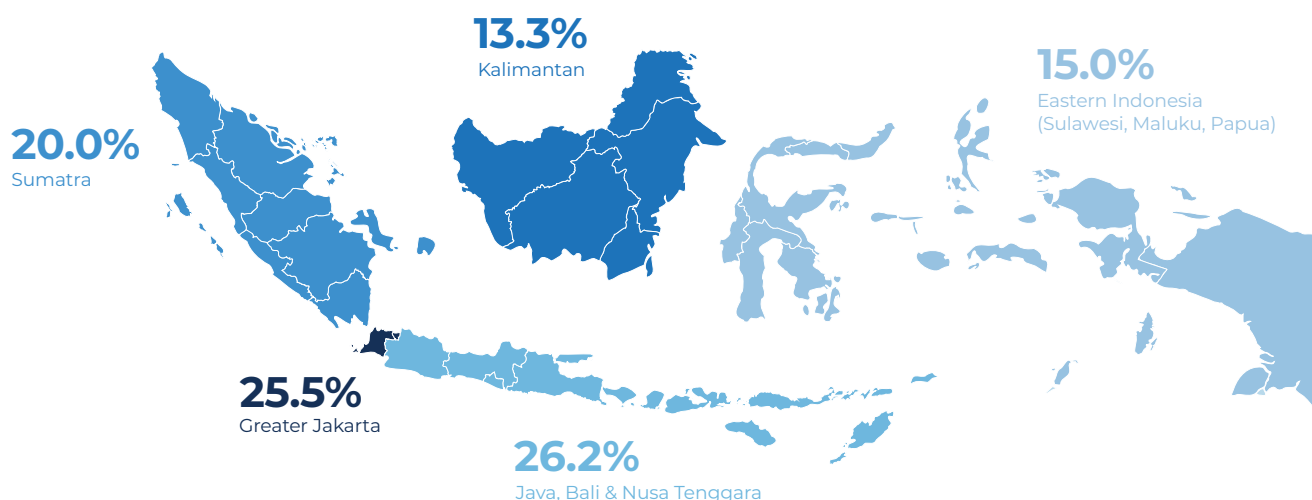 13.3%
Kalimantan
15.0%
Eastern Indonesia
(Sulawesi, Maluku, Papua)
20.0%
Sumatra
25.5%
Greater Jakarta
26.2%
Java, Bali & Nusa Tenggara